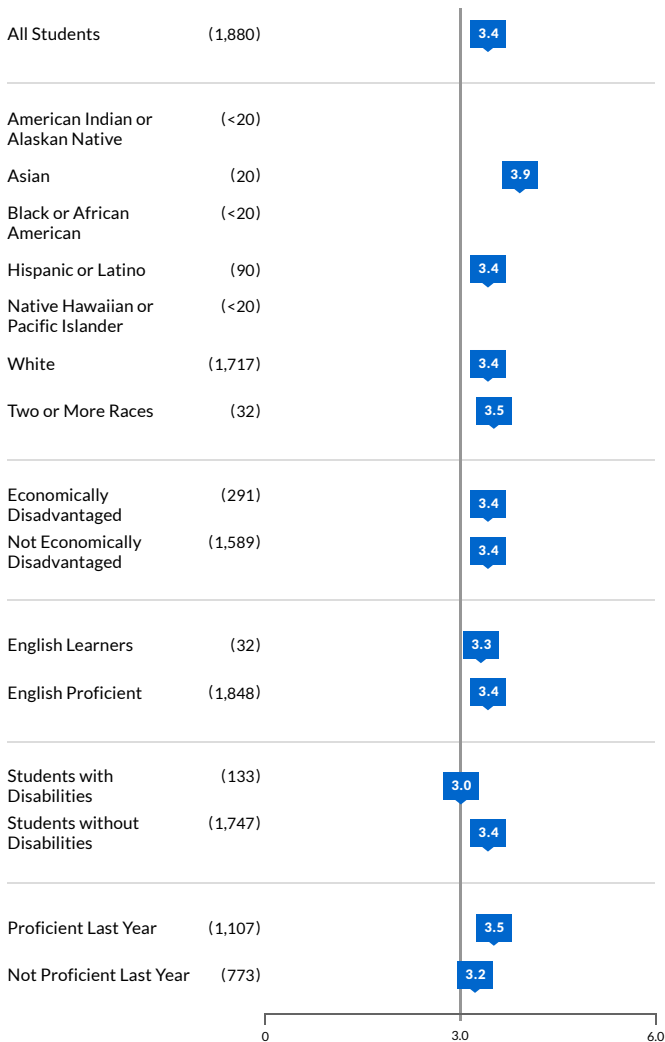 All Students (1,880) 3.4
American Indian or (<20)
Alaskan Native
Asian (20) 3.9
Black or African (<20)
American
Hispanic or Latino (90) 3.4
Native Hawaiian or (<20)
Pacific Islander
White (1,717) 3.4
Two or More Races (32) 3.5
Economically (291) 3.4
Disadvantaged
Not Economically (1,589) 3.4
Disadvantaged
English Learners (32) 3.3
English Proficient (1,848) 3.4
Students with (133) 3.0
Disabilities
Students without (1,747) 3.4
Disabilities
Proficient Last Year (1,107) 3.5
Not Proficient Last Year (773) 3.2
0 3.0 6.0